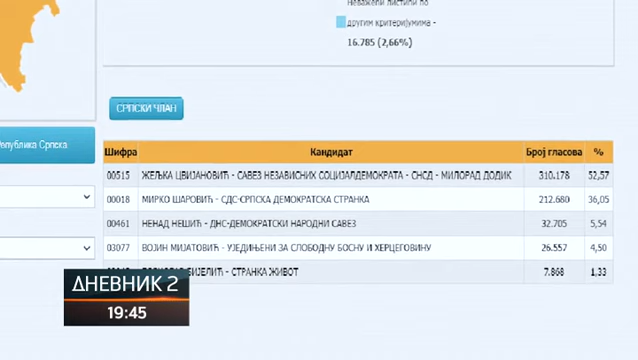 Неважећи листићи по
другим критеријумима -
16.785 (2,66%)
СРПСКИ ЧЛАН
Република Српска
Шифра Кандидат Број гласова %
00515 ЖЕЉКА ЦВИЈАНОВИЋ - САВЕЗ НЕЗАВИСНИХ СОЦИЈАЛДЕМОКРАТА - СНСД - МИЛОРАД ДОДИК 310.178 52,57
00018 МИРКО ШАРОВИЋ - СДС-СРПСКА ДЕМОКРАТСКА СТРАНКА 212.680 36,05
00461 НЕНАД НЕШИЋ - ДНС-ДЕМОКРАТСКИ НАРОДНИ САВЕЗ 32.705 5,54
03077 ВОЈИН МИЈАТОВИЋ - УЈЕДИЊЕНИ ЗА СЛОБОДНУ БОСНУ И ХЕРЦЕГОВИНУ 26.557 4,50
БИЈЕЛИЋ - СТРАНКА ЖИВОТ 7.868 1,33
ДНЕВНИК 2
19:45